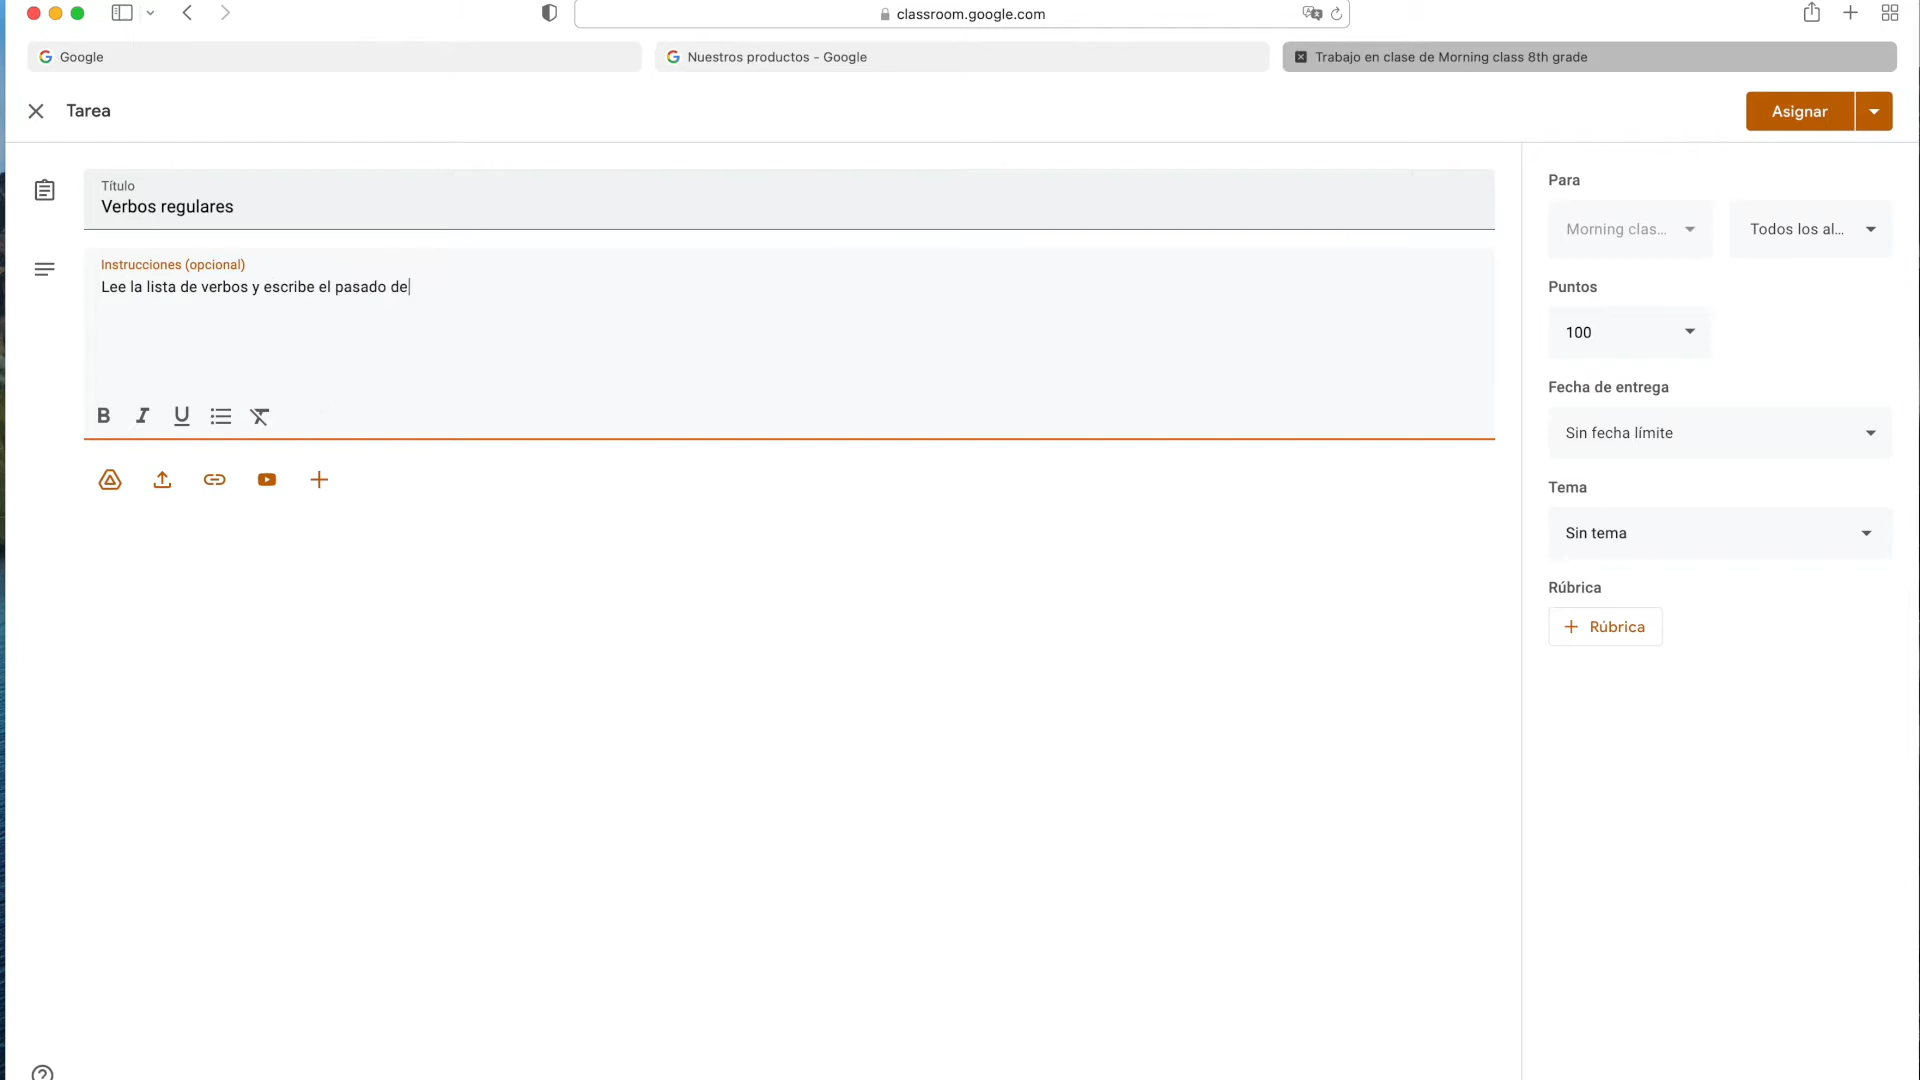 classroom.google.com
Google
Nuestros productos - Google
Trabajo en clase de Morning class 8th grade
Tarea
Asignar
Título
Verbos regulares
Instrucciones (opcional)
Lee la lista de verbos y escribe el pasado de
B I U
Para
Morning clas...
Todos los al...
Puntos
100
Fecha de entrega
Sin fecha límite
Tema
Sin tema
Rúbrica
Rúbrica